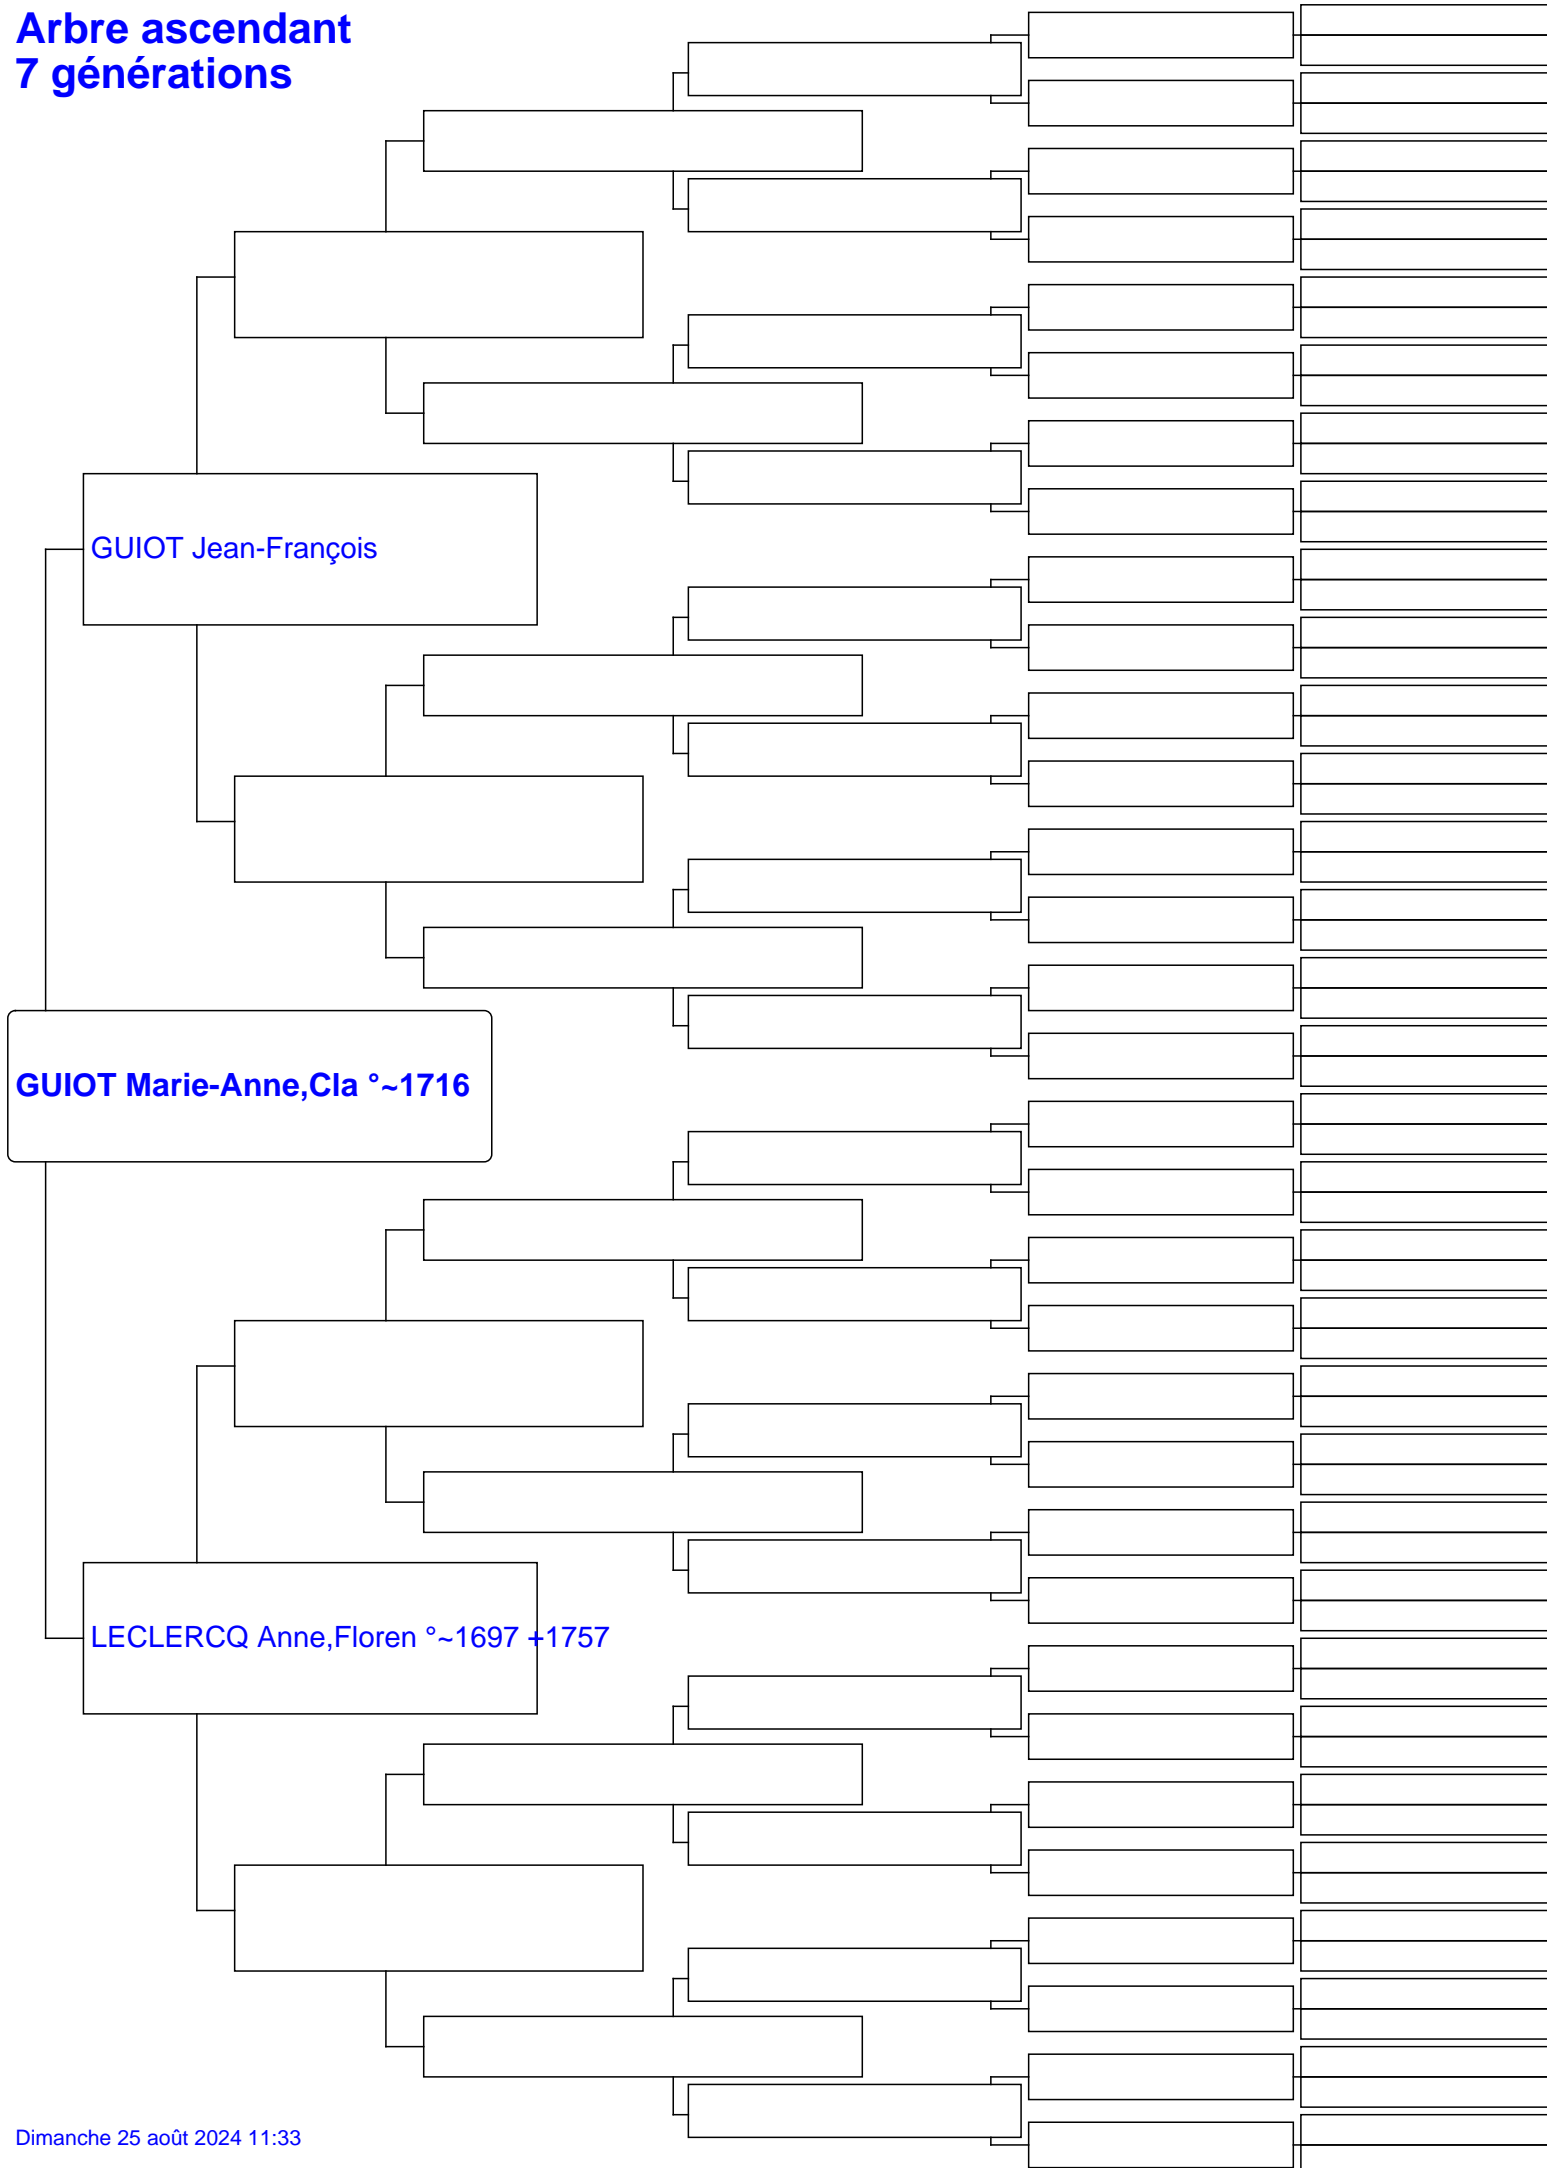 Arbre ascendant
7 générations
GUIOT Jean-François
GUIOT Marie-Anne,Cla °~1716
LECLERCQ Anne,Floren °~1697 +1757
Dimanche 25 août 2024 11:33